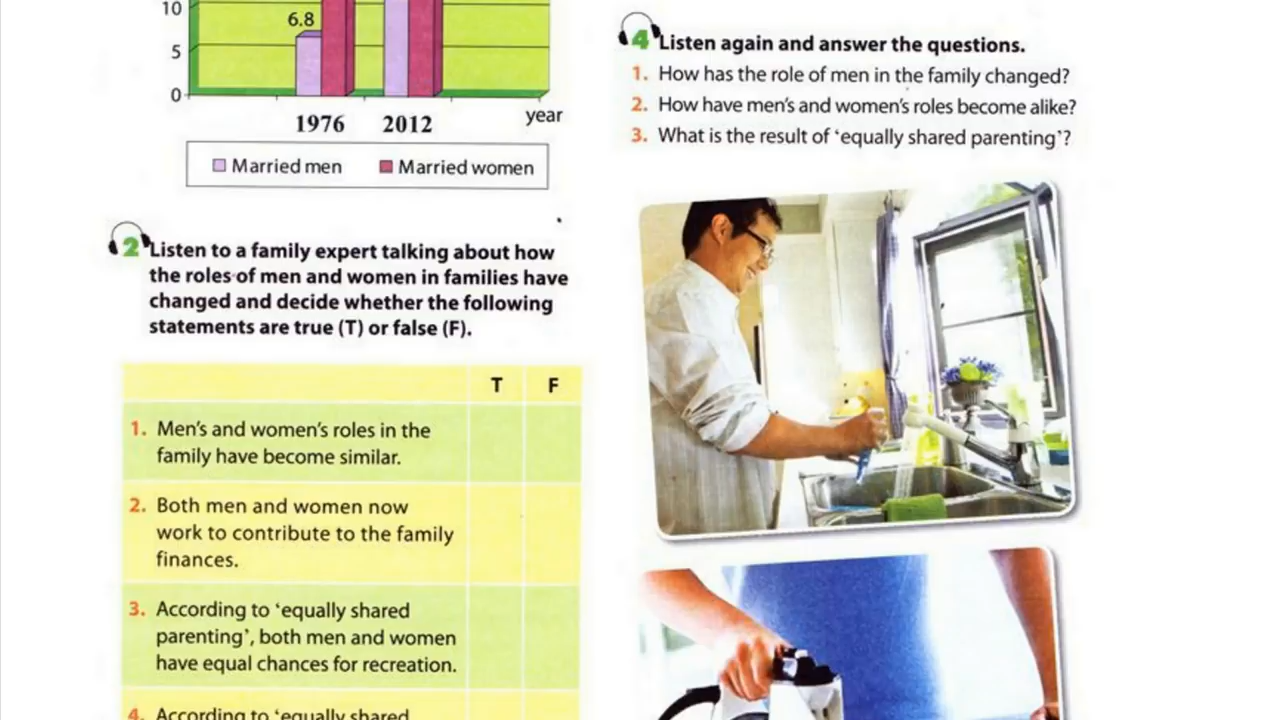 10
6.8
5
0
year
1976 2012
Married men Married women
2 Listen to a family expert talking about how
the roles of men and women in families have
changed and decide whether the following
statements are true (T) or false (F).
T F
1. Men's and women's roles in the
family have become similar.
2. Both men and women now
work to contribute to the family
finances.
3. According to 'equally shared
parenting', both men and women
have equal chances for recreation.
4. According to 'equally shared
4 Listen again and answer the questions.
1. How has the role of men in the family changed?
2. How have men's and women's roles become alike?
3. What is the result of 'equally shared parenting'?